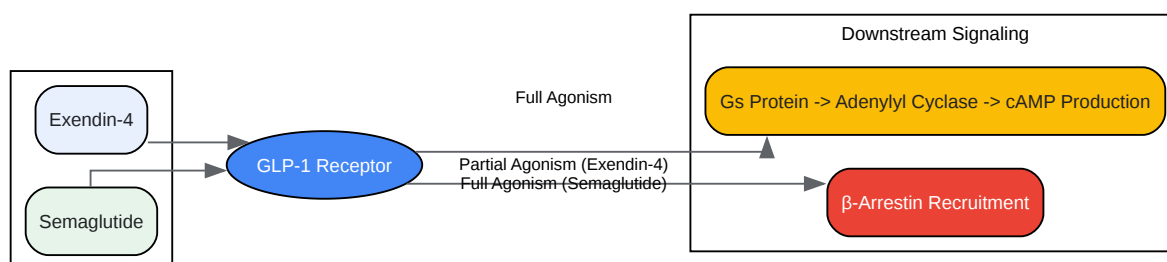 Downstream Signaling
Exendin-4
Semaglutide
GLP-1 Receptor
Full Agonism
Partial Agonism (Exendin-4)
Full Agonism (Semaglutide)
Gs Protein -> Adenylyl Cyclase -> cAMP Production
β-Arrestin Recruitment